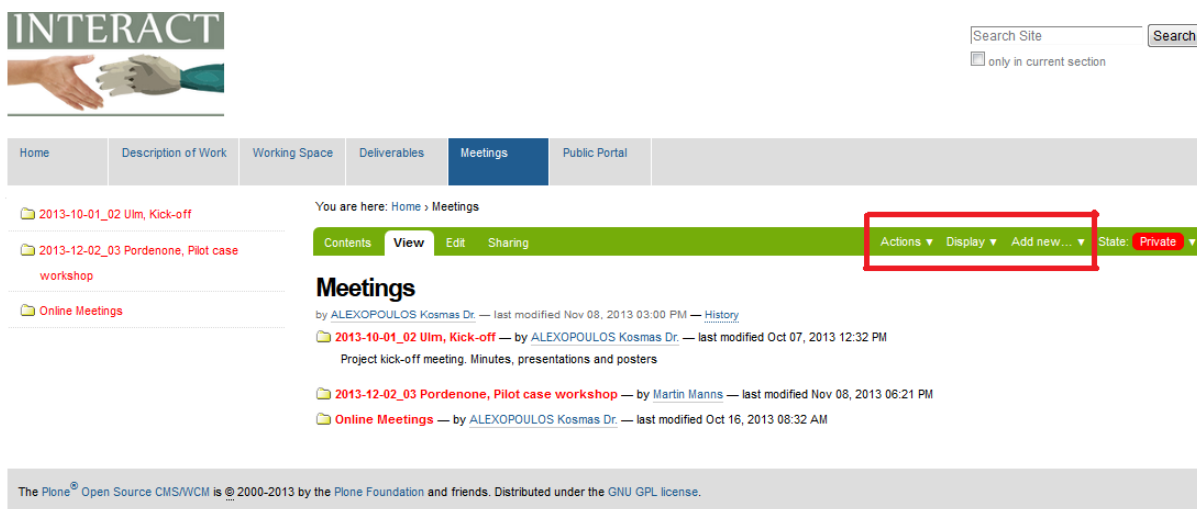 INTERACT
Search Site
Search
only in current section
Home
Description of Work
Working Space
Deliverables
Meetings
Public Portal
2013-10-01_02 Ulm, Kick-off
2013-12-02_03 Pordenone, Pilot case
workshop
Online Meetings
You are here: Home › Meetings
Contents View Edit Sharing Actions ▼ Display ▼ Add new… ▼ State: Private ▼
Meetings
by ALEXOPOULOS Kosmas Dr. — last modified Nov 08, 2013 03:00 PM — History
2013-10-01_02 Ulm, Kick-off — by ALEXOPOULOS Kosmas Dr. — last modified Oct 07, 2013 12:32 PM
Project kick-off meeting. Minutes, presentations and posters
2013-12-02_03 Pordenone, Pilot case workshop — by Martin Manns — last modified Nov 08, 2013 06:21 PM
Online Meetings — by ALEXOPOULOS Kosmas Dr. — last modified Oct 16, 2013 08:32 AM
The Plone® Open Source CMS/WCM is © 2000-2013 by the Plone Foundation and friends. Distributed under the GNU GPL license.